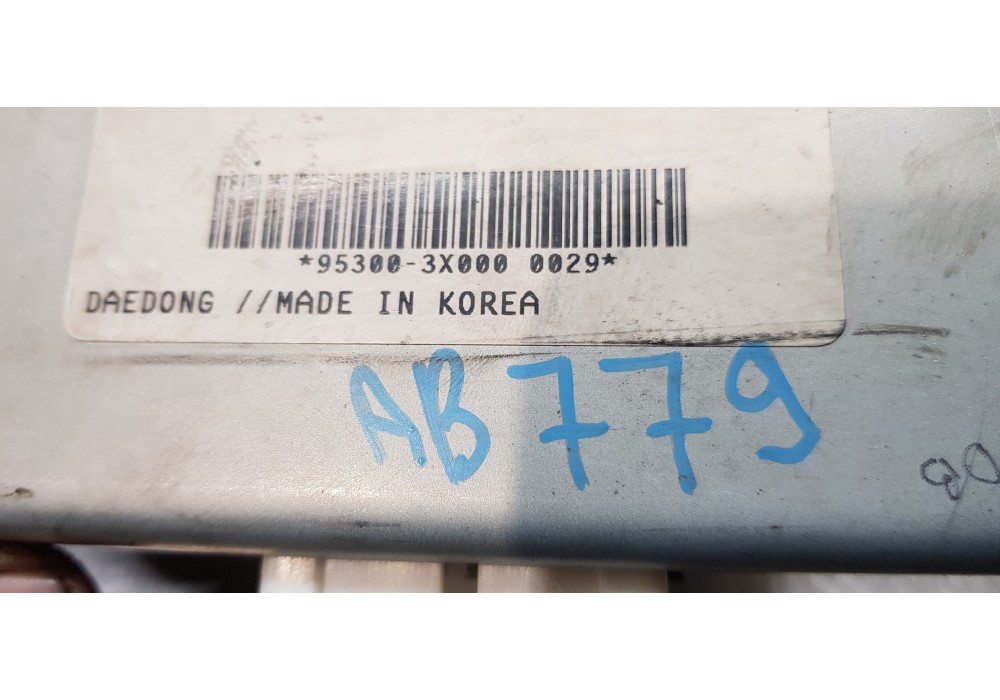 *95300-3X000 0029*
DAEDONG //MADE IN KOREA
AB779